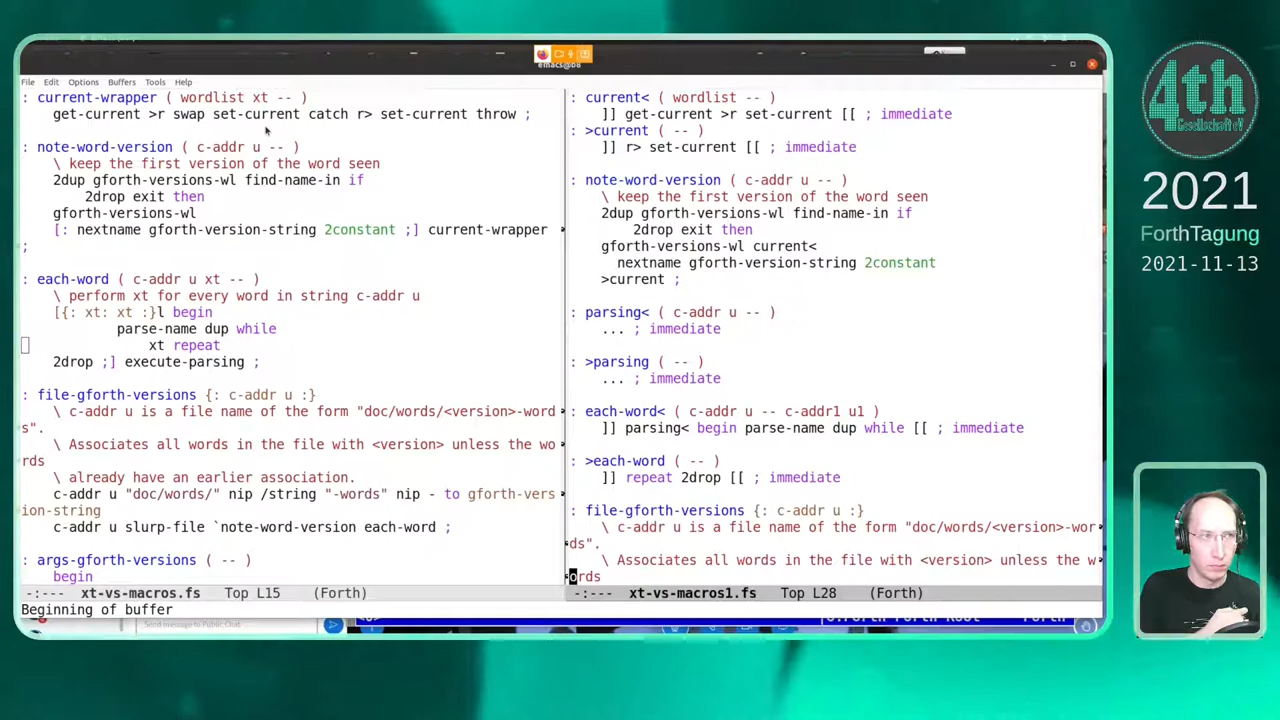 emacs@b8
File Edit Options Buffers Tools Help
: current-wrapper ( wordlist xt -- )
get-current >r swap set-current catch r> set-current throw ;
: note-word-version ( c-addr u -- )
\ keep the first version of the word seen
2dup gforth-versions-wl find-name-in if
2drop exit then
gforth-versions-wl
[: nextname gforth-version-string 2constant ;] current-wrapper
;
: each-word ( c-addr u xt -- )
\ perform xt for every word in string c-addr u
[{: xt: xt :}l begin
parse-name dup while
xt repeat
2drop ;] execute-parsing ;
: file-gforth-versions {: c-addr u :}
\ c-addr u is a file name of the form "doc/words/<version>-word
s".
\ Associates all words in the file with <version> unless the wo
rds
\ already have an earlier association.
c-addr u "doc/words/" nip /string "-words" nip - to gforth-vers
ion-string
c-addr u slurp-file `note-word-version each-word ;
: args-gforth-versions ( -- )
begin
-:--- xt-vs-macros.fs Top L15 (Forth)
Beginning of buffer
Send message to Public Chat
: current< ( wordlist -- )
]] get-current >r set-current [[ ; immediate
: >current ( -- )
]] r> set-current [[ ; immediate
: note-word-version ( c-addr u -- )
\ keep the first version of the word seen
2dup gforth-versions-wl find-name-in if
2drop exit then
gforth-versions-wl current<
nextname gforth-version-string 2constant
>current ;
: parsing< ( c-addr u -- )
... ; immediate
: >parsing ( -- )
... ; immediate
: each-word< ( c-addr u -- c-addr1 u1 )
]] parsing< begin parse-name dup while [[ ; immediate
: >each-word ( -- )
]] repeat 2drop [[ ; immediate
: file-gforth-versions {: c-addr u :}
\ c-addr u is a file name of the form "doc/words/<version>-wor
ds".
\ Associates all words in the file with <version> unless the w
ords
-:--- xt-vs-macros1.fs Top L28 (Forth)
4th
Gesellschaft eV
2021
ForthTagung
2021-11-13